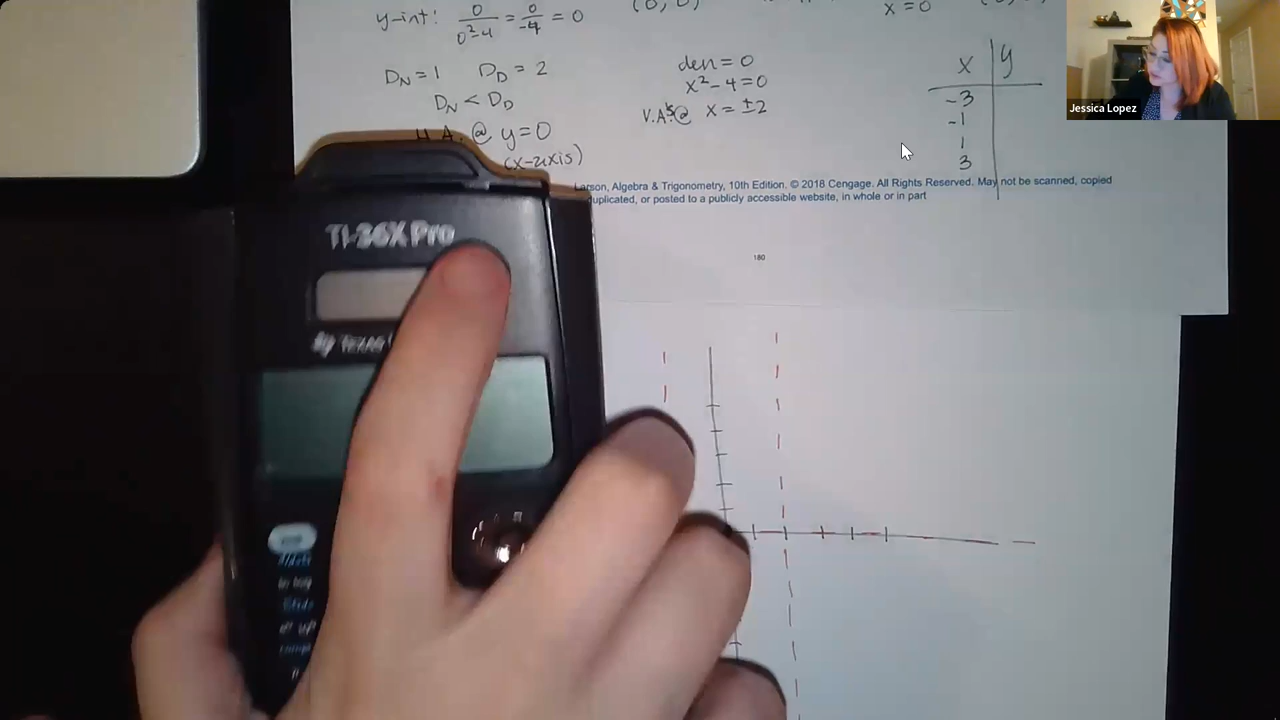 y-int: 0/(0²-4) = 0/-4 = 0
x=0
D_N = 1 D_D = 2
D_N < D_D
H.A. @ y=0
(x-axis)
den = 0
x²-4=0
V.A's @ x = ±2
x y
-3
-1
1
3
Jessica Lopez
Larson, Algebra & Trigonometry, 10th Edition, © 2018 Cengage. All Rights Reserved. May not be scanned, copied
duplicated, or posted to a publicly accessible website, in whole or in part
180
TI-36X Pro
TEXAS